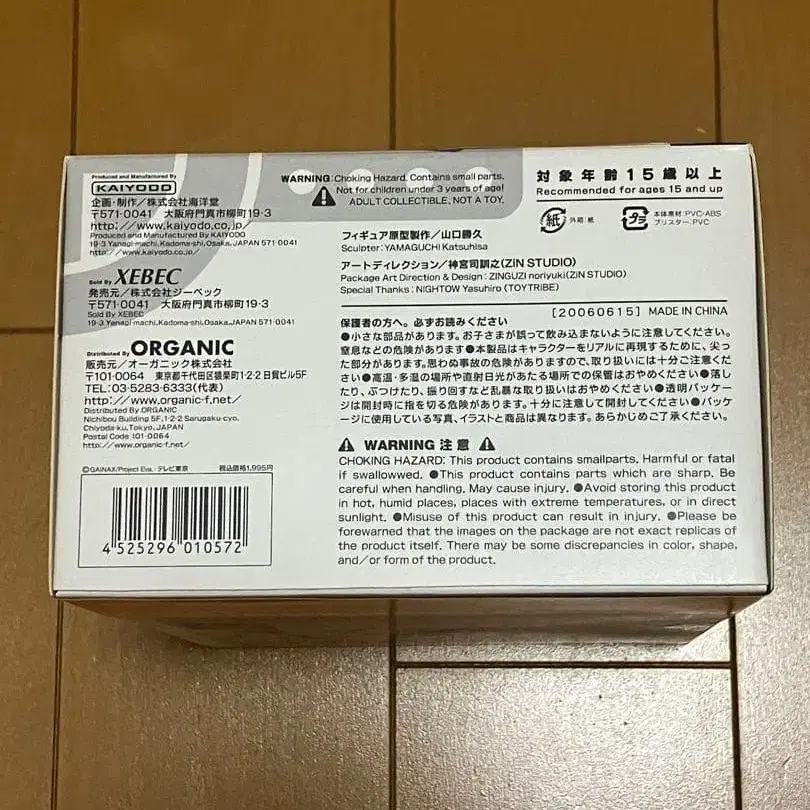 Produced and Manufactured By
KAIYODO
企画・制作／株式会社海洋堂
〒571-0041 大阪府門真市柳町19-3
http://www.kaiyodo.co.jp/
Produced and Manufactured By KAIYODO
19-3 Yanagi-machi, Kadoma-shi, Osaka, JAPAN 571-0041
http://www.kaiyodo.co.jp/
Sold By XEBEC
発売元／株式会社ジーベック
〒571-0041 大阪府門真市柳町19-3
Sold By XEBEC
19-3 Yanagi-machi, Kadoma-shi, Osaka, JAPAN 571-0041
Distributed By ORGANIC
販売元／オーガニック株式会社
〒101-0064 東京都千代田区猿楽町1-2-2 日貿ビル5F
TEL:03-5283-6333(代表)
http://www.organic-f.net/
Distributed By ORGANIC
Nichibou Building 5F,1-2-2 Sarugaku-cyo,
Chiyoda-ku,Tokyo,JAPAN
Postal Code 101-0064
http://www.organic-f.net/
©GAINAX/Project Eva.・テレビ東京 税込価格1,995円
4 525296 010572
WARNING:Choking Hazard. Contains small parts.
Not for children under 3 years of age!
ADULT COLLECTIBLE, NOT A TOY.
対象年齢15歳以上
Recommended for ages 15 and up
紙 外箱:紙
プラ 本体素材:PVC・ABS
ブリスター:PVC
フィギュア原型製作／山口勝久
Sculpter:YAMAGUCHI Katsuhisa
アートディレクション／神宮司訓之(ZiN STUDIO)
Package Art Direction & Design : ZINGUZI noriyuki(ZiN STUDIO)
Special Thanks : NIGHTOW Yasuhiro (TOYTRIBE)
[20060615] MADE IN CHINA
保護者の方へ。必ずお読みください
●小さな部品があります。お子さまが誤って飲み込まないように注意してください。
窒息などの危険があります●本製品はキャラクターをリアルに再現するために、尖っ
た部分があります。思わぬ事故の危険がありますので、取り扱いには十分ご注意くだ
さい●高温・多湿の場所や直射日光があたる場所での保管はおやめください●落した
り、ぶつけたり、振り回すなど乱暴な取り扱いはおやめください●透明パッケー
ジは開封時に指を切る危険があります。十分に注意して開封してください●パッケー
ジに使用している写真、イラストと商品は異なります。あらかじめご了承ください。
WARNING 注意
CHOKING HAZARD: This product contains smallparts. Harmful or fatal
if swallowwed. ●This product contains parts which are sharp. Be
careful when handling. May cause injury. ●Avoid storing this product
in hot, humid places, places with extreme temperatures, or in direct
sunlight. ●Misuse of this product can result in injury. ●Please be
forewarned that the images on the package are not exact replicas of
the product itself. There may be some discrepancies in color, shape,
and/or form of the product.